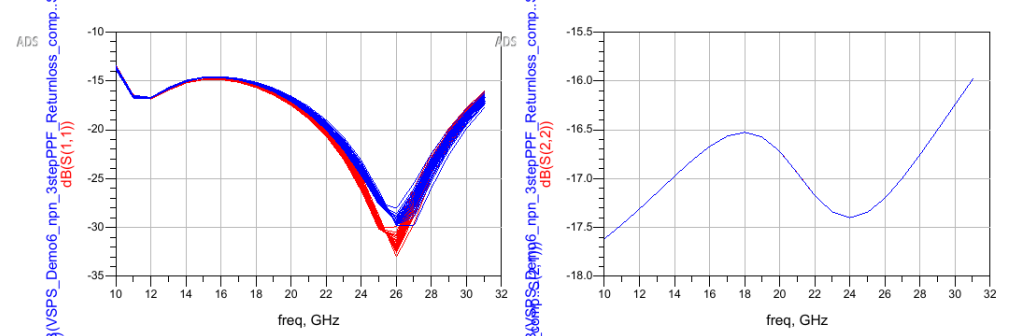 ADS
B(VSPS_Demo6_npn_3stepPPF_Returnloss_comp..S
dB(S(1,1))
-10
-15
-20
-25
-30
-35
10 12 14 16 18 20 22 24 26 28 30 32
freq, GHz
ADS
dB(S(2,2))
-15.5
-16.0
-16.5
-17.0
-17.5
-18.0
10 12 14 16 18 20 22 24 26 28 30 32
freq, GHz